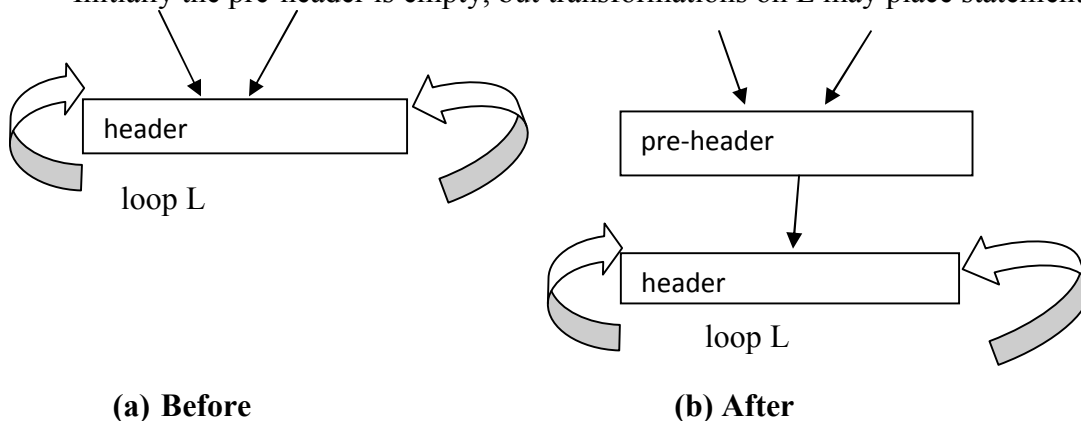 Initially the pre-header is empty, but transformations on L may place statement
header
loop L
pre-header
header
loop L
(a) Before
(b) After